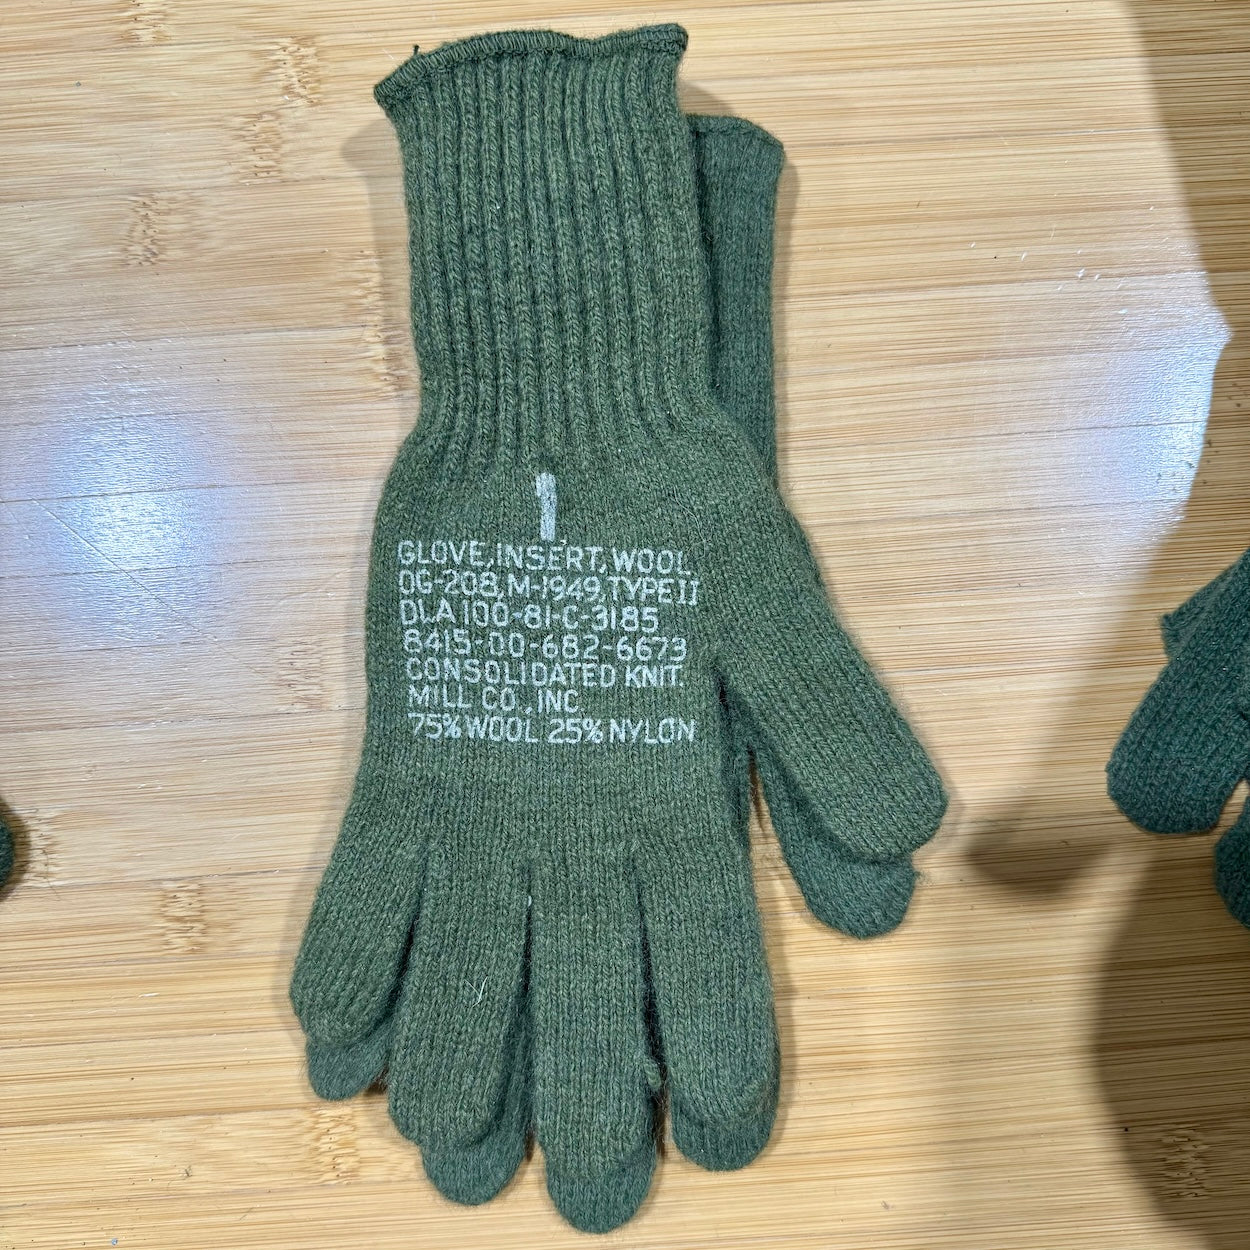 1
GLOVE, INSERT, WOOL
OG-208, M-1949, TYPE II
DLA 100-81-C-3185
8415-00-682-6673
CONSOLIDATED KNIT.
MILL CO., INC
75% WOOL 25% NYLON